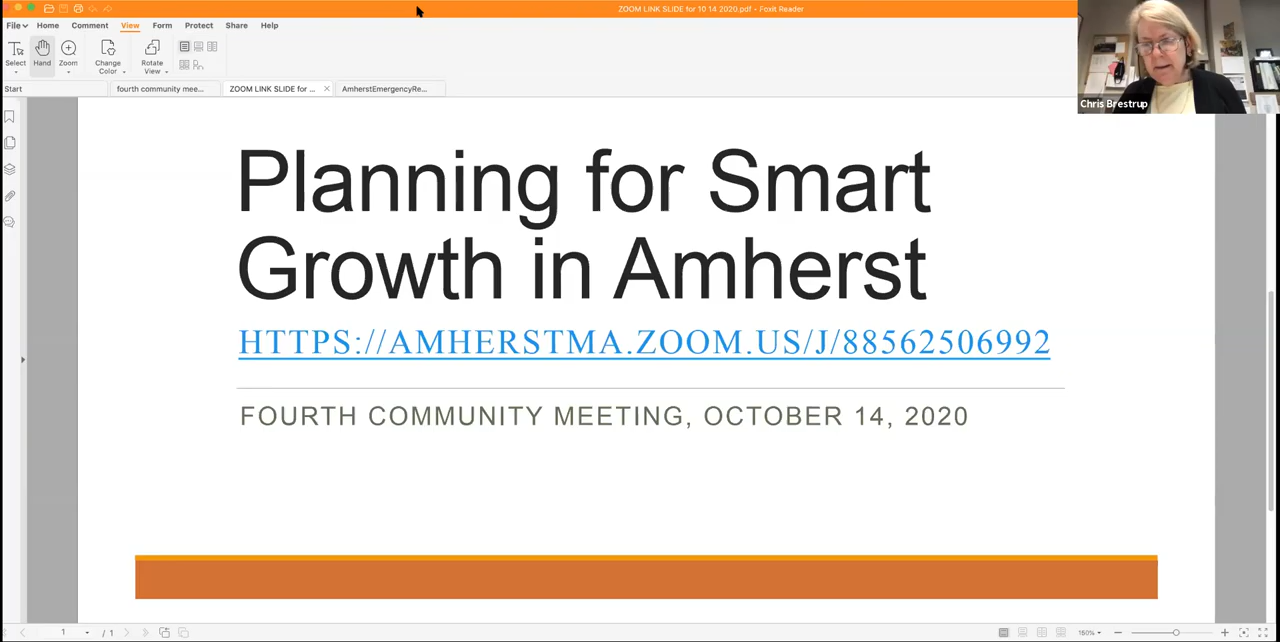 ZOOM LINK SLIDE for 10 14 2020.pdf - Foxit Reader
File Home Comment View Form Protect Share Help
Select Hand Zoom Change Color Rotate View
Start fourth community mee... ZOOM LINK SLIDE for ... AmherstEmergencyRe...
Chris Brestrup
Planning for Smart
Growth in Amherst
HTTPS://AMHERSTMA.ZOOM.US/J/88562506992
FOURTH COMMUNITY MEETING, OCTOBER 14, 2020
1 / 1 150%